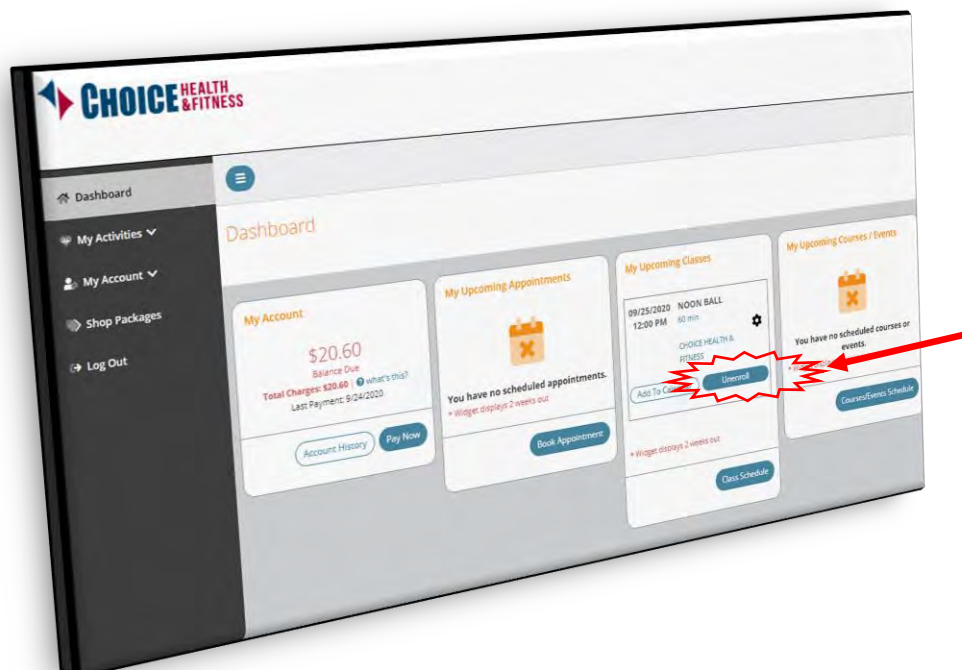 CHOICE HEALTH
&FITNESS
Dashboard
My Activities
My Account
Shop Packages
Log Out
Dashboard
My Account
$20.60
Balance Due
Total Charges: $20.60 | what's this?
Last Payment: 9/24/2020
Account History
Pay Now
My Upcoming Appointments
You have no scheduled appointments.
* Widget displays 2 weeks out
Book Appointment
My Upcoming Classes
09/25/2020 NOON BALL
12:00 PM 60 min
CHOICE HEALTH &
FITNESS
Add To
Unenroll
* Widget displays 2 weeks out
Class Schedule
My Upcoming Courses / Events
You have no scheduled courses or
events.
Courses/Events Schedule